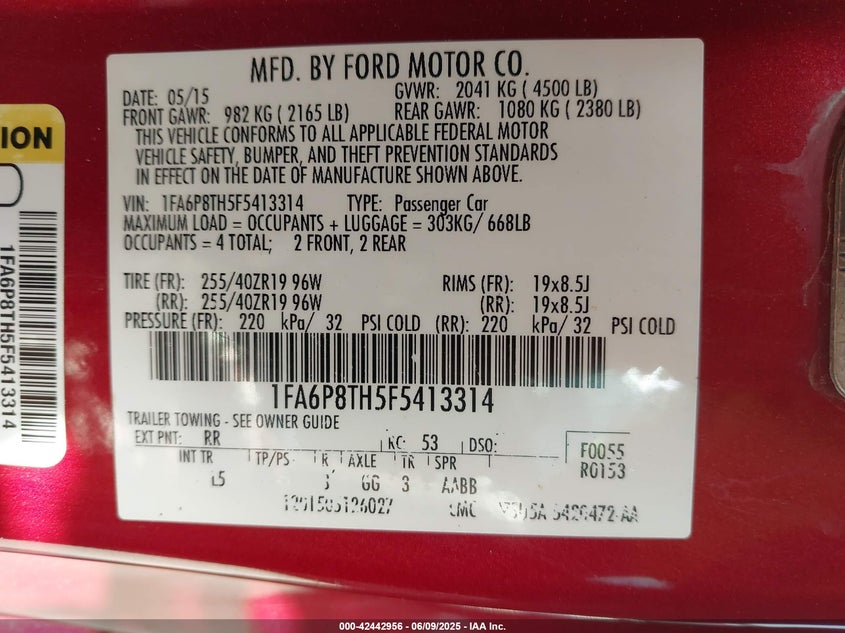 MFD. BY FORD MOTOR CO.
DATE: 05/15 GVWR: 2041 KG ( 4500 LB)
FRONT GAWR: 982 KG ( 2165 LB) REAR GAWR: 1080 KG ( 2380 LB)
THIS VEHICLE CONFORMS TO ALL APPLICABLE FEDERAL MOTOR
VEHICLE SAFETY, BUMPER, AND THEFT PREVENTION STANDARDS
IN EFFECT ON THE DATE OF MANUFACTURE SHOWN ABOVE.
VIN: 1FA6P8TH5F5413314 TYPE: Passenger Car
MAXIMUM LOAD = OCCUPANTS + LUGGAGE = 303KG/ 668LB
OCCUPANTS = 4 TOTAL; 2 FRONT, 2 REAR
TIRE (FR): 255/40ZR19 96W RIMS (FR): 19x8.5J
(RR): 255/40ZR19 96W (RR): 19x8.5J
PRESSURE (FR): 220 kPa/ 32 PSI COLD (RR): 220 kPa/ 32 PSI COLD
1FA6P8TH5F5413314
TRAILER TOWING - SEE OWNER GUIDE
EXT PNT: RR RC: 53 DSO: F0055
R0153
INT TR TP/PS R AXLE TR SPR
L5 GG 3 AABB
ION
1FA6P8TH5F5413314
000-42442956 - 06/09/2025 - IAA Inc.